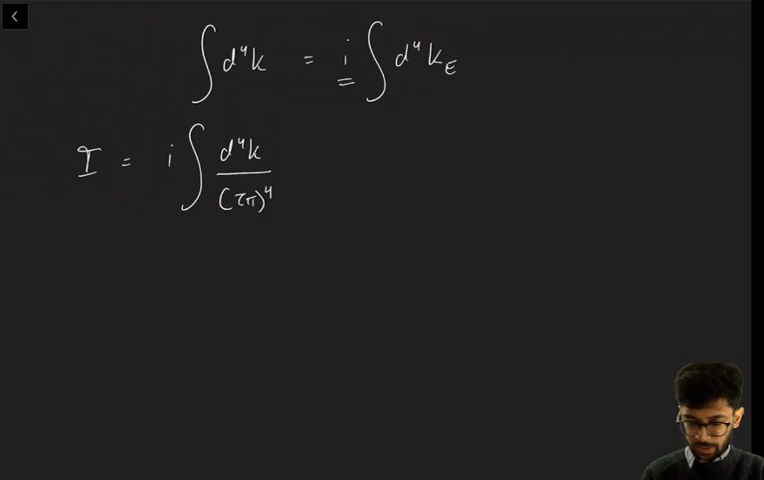 ∫ d⁴k = i ∫ d⁴k_E
I = i ∫ d⁴k / (2π)⁴